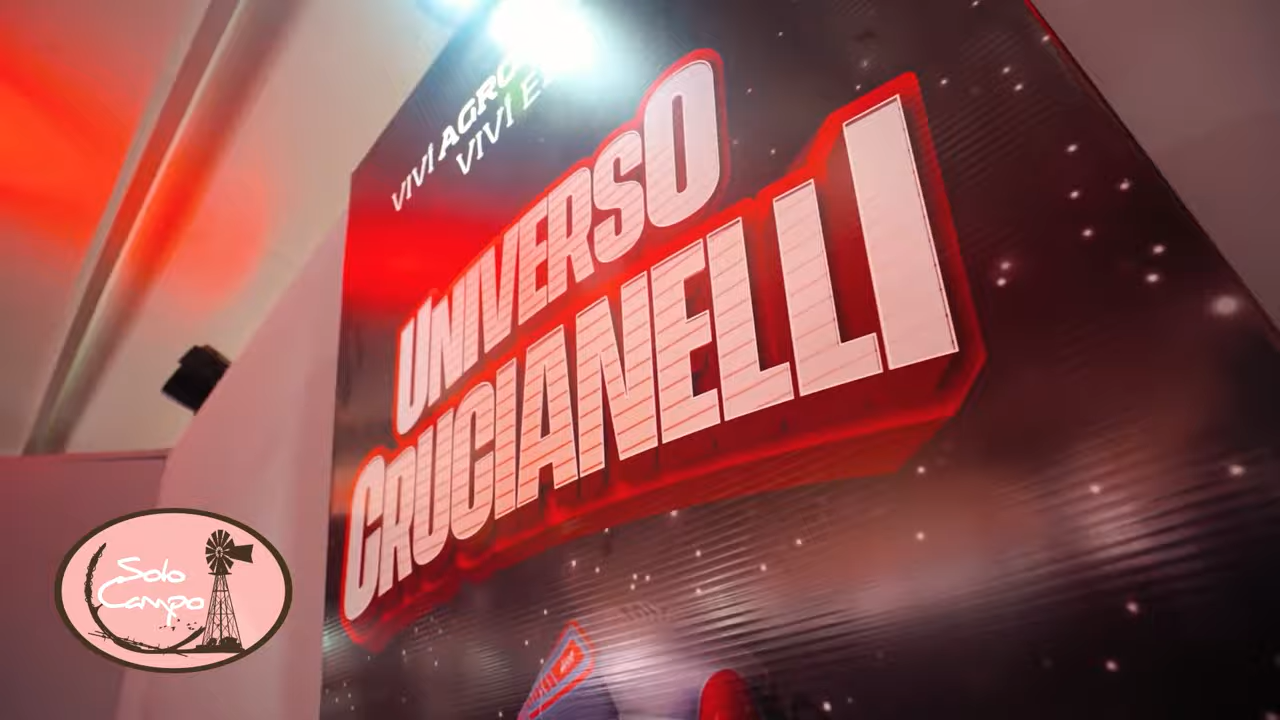 VIVÍ AGRO
VIVÍ E
UNIVERSO
CRUCIANELLI
Solo
Campo